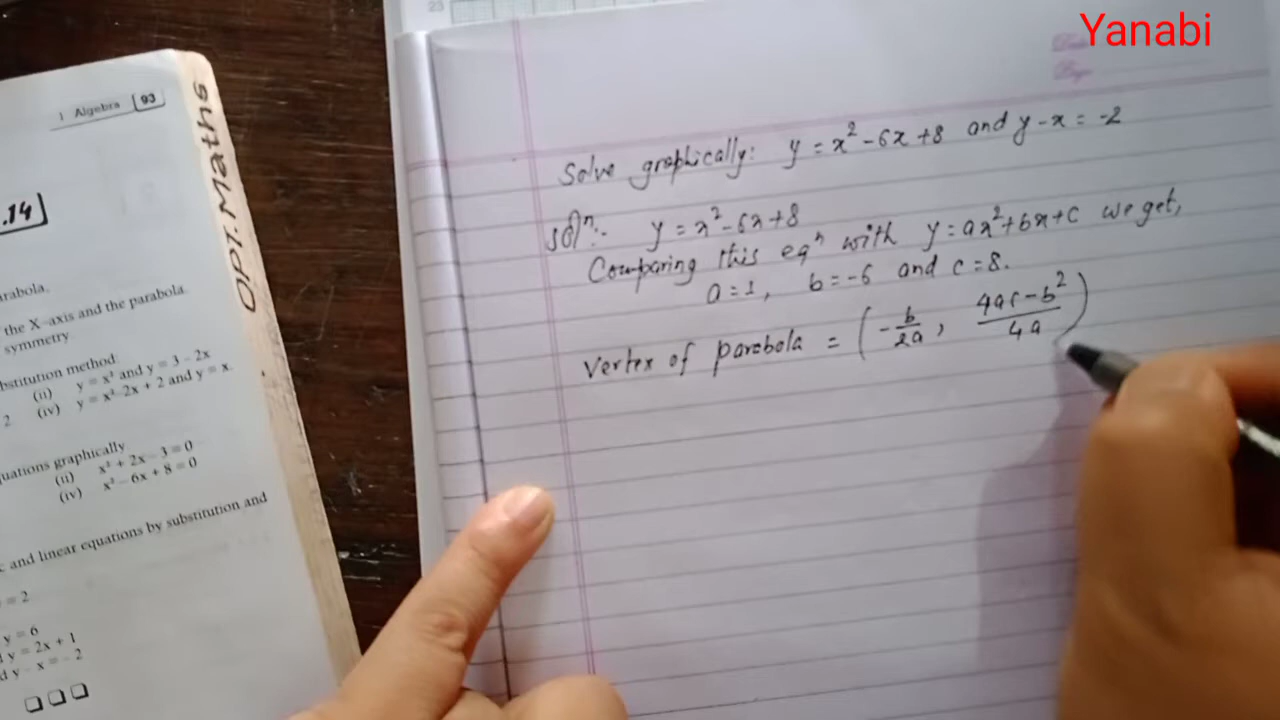 23
Yanabi
1 Algebra 93
.14
Opt. Maths
arabola.
the X-axis and the parabola.
symmetry
bstitution method:
(ii) y = x² and y = 3 - 2x
2 (iv) y = x² - 2x + 2 and y = x.
quations graphically
(ii) x² + 2x - 3 = 0
(iv) x² - 6x + 8 = 0
c and linear equations by substitution and
= 2
y = 6
d y = 2x + 1
d y - x = - 2
Solve graphically: y = x² - 6x + 8 and y - x = -2
Solⁿ:- y = x² - 6x + 8
Comparing this eqⁿ with y = ax² + bx + c we get,
a = 1, b = -6 and c = 8.
Vertex of parabola = (-b/2a, 4ac - b²/4a)